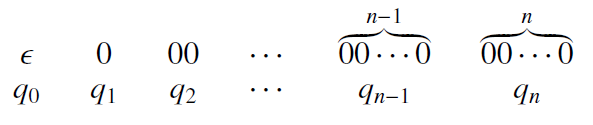 n−1 n
ϵ 0 00 ⋯ 00⋯0 00⋯0
q₀ q₁ q₂ ⋯ qₙ₋₁ qₙ